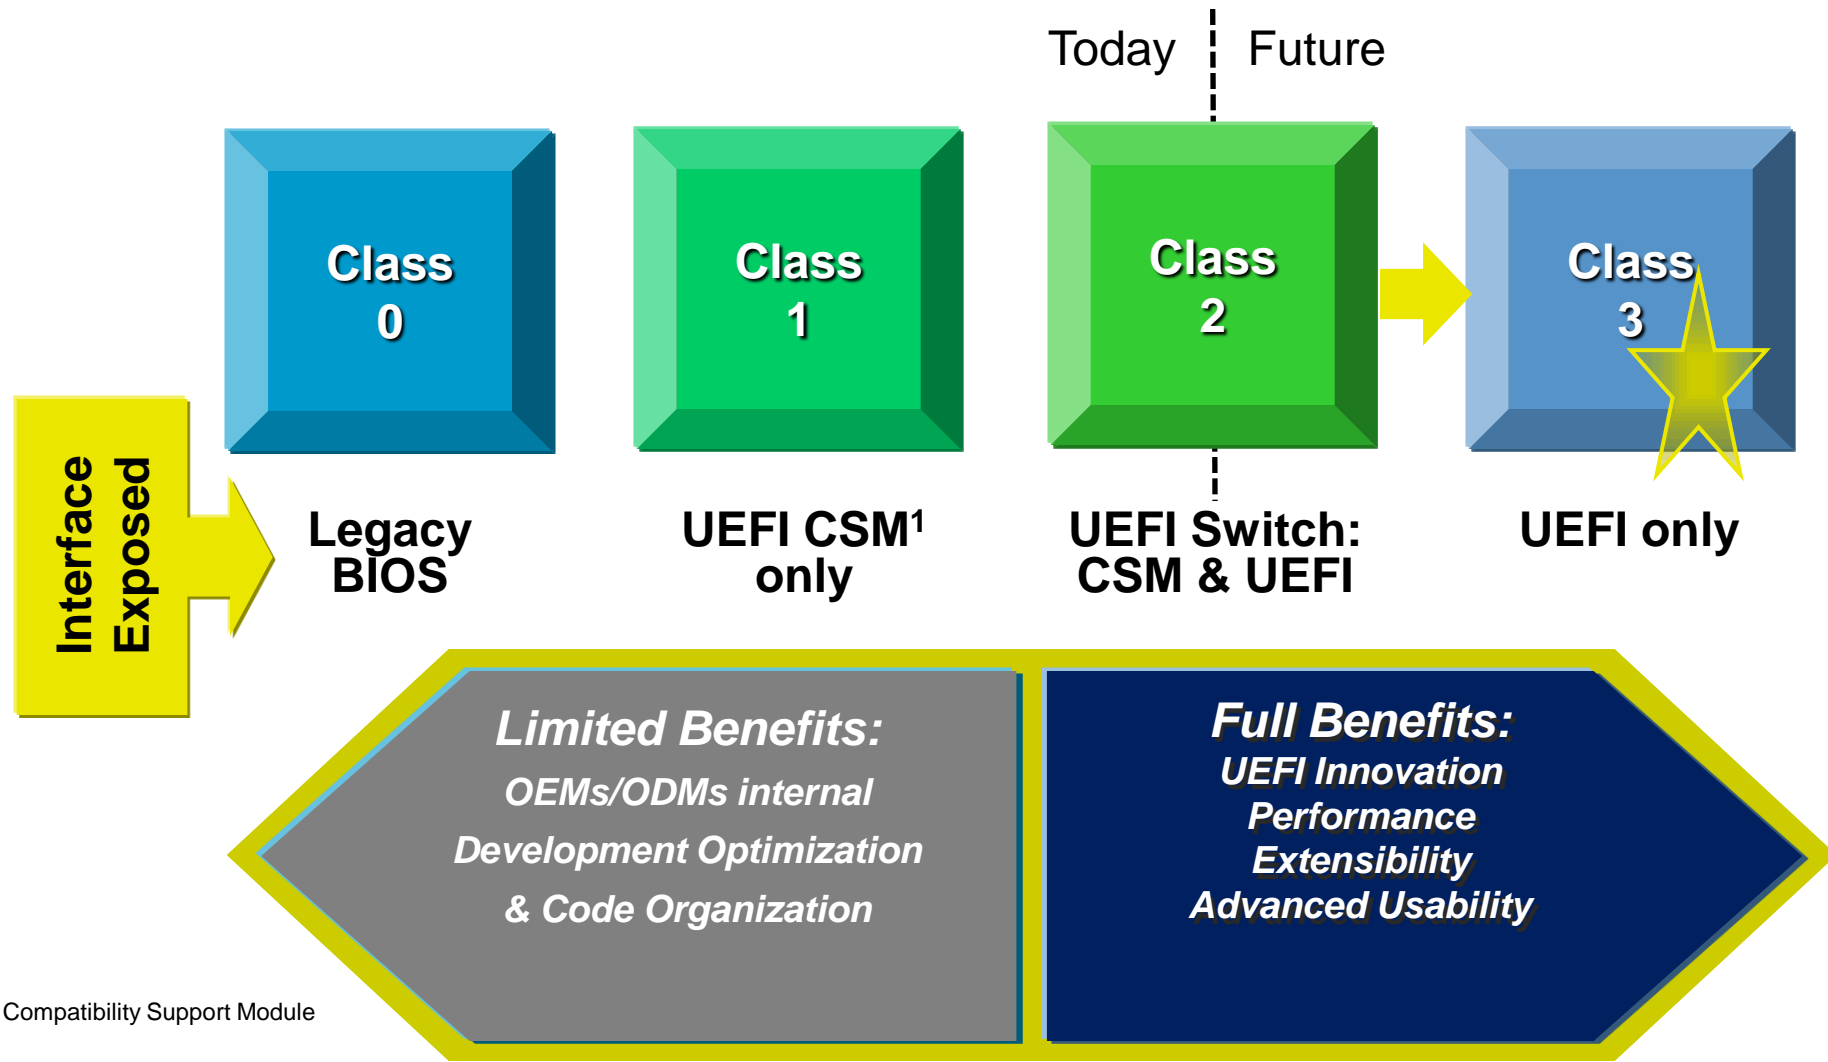 Today
Future
Class
0
Class
1
Class
2
Class
3
Interface
Exposed
Legacy
BIOS
UEFI CSM¹
only
UEFI Switch:
CSM & UEFI
UEFI only
Limited Benefits:
OEMs/ODMs internal
Development Optimization
& Code Organization
Full Benefits:
UEFI Innovation
Performance
Extensibility
Advanced Usability
Compatibility Support Module